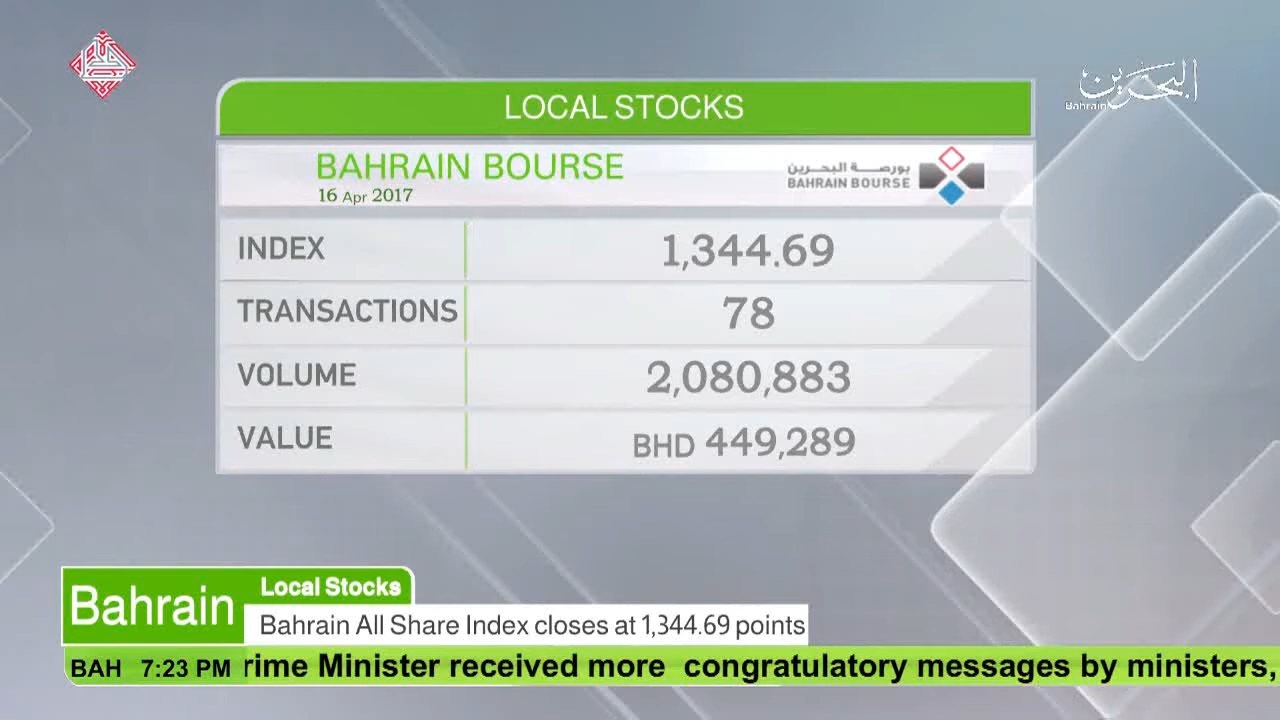 البحرين
Bahrain
LOCAL STOCKS
BAHRAIN BOURSE
16 Apr 2017
بورصة البحرين
BAHRAIN BOURSE
INDEX 1,344.69
TRANSACTIONS 78
VOLUME 2,080,883
VALUE BHD 449,289
Bahrain
Local Stocks
Bahrain All Share Index closes at 1,344.69 points
BAH 7:23 PM rime Minister received more congratulatory messages by ministers,